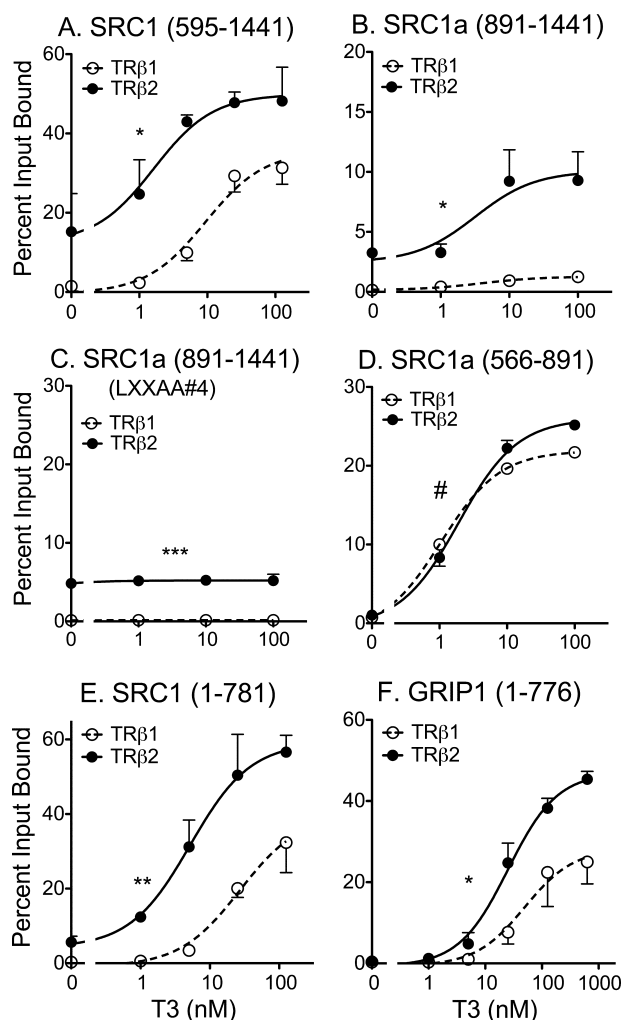 A. SRC1 (595-1441)
Percent Input Bound
60
40
20
0
TRβ1
TRβ2
*
0 1 10 100
B. SRC1a (891-1441)
20
15
10
5
0
TRβ1
TRβ2
*
0 1 10 100
C. SRC1a (891-1441)
(LXXAA#4)
Percent Input Bound
30
20
10
0
TRβ1
TRβ2
***
0 1 10 100
D. SRC1a (566-891)
30
20
10
0
TRβ1
TRβ2
#
0 1 10 100
E. SRC1 (1-781)
Percent Input Bound
60
40
20
0
TRβ1
TRβ2
**
0 1 10 100
T3 (nM)
F. GRIP1 (1-776)
60
40
20
0
TRβ1
TRβ2
*
0 1 10 100 1000
T3 (nM)